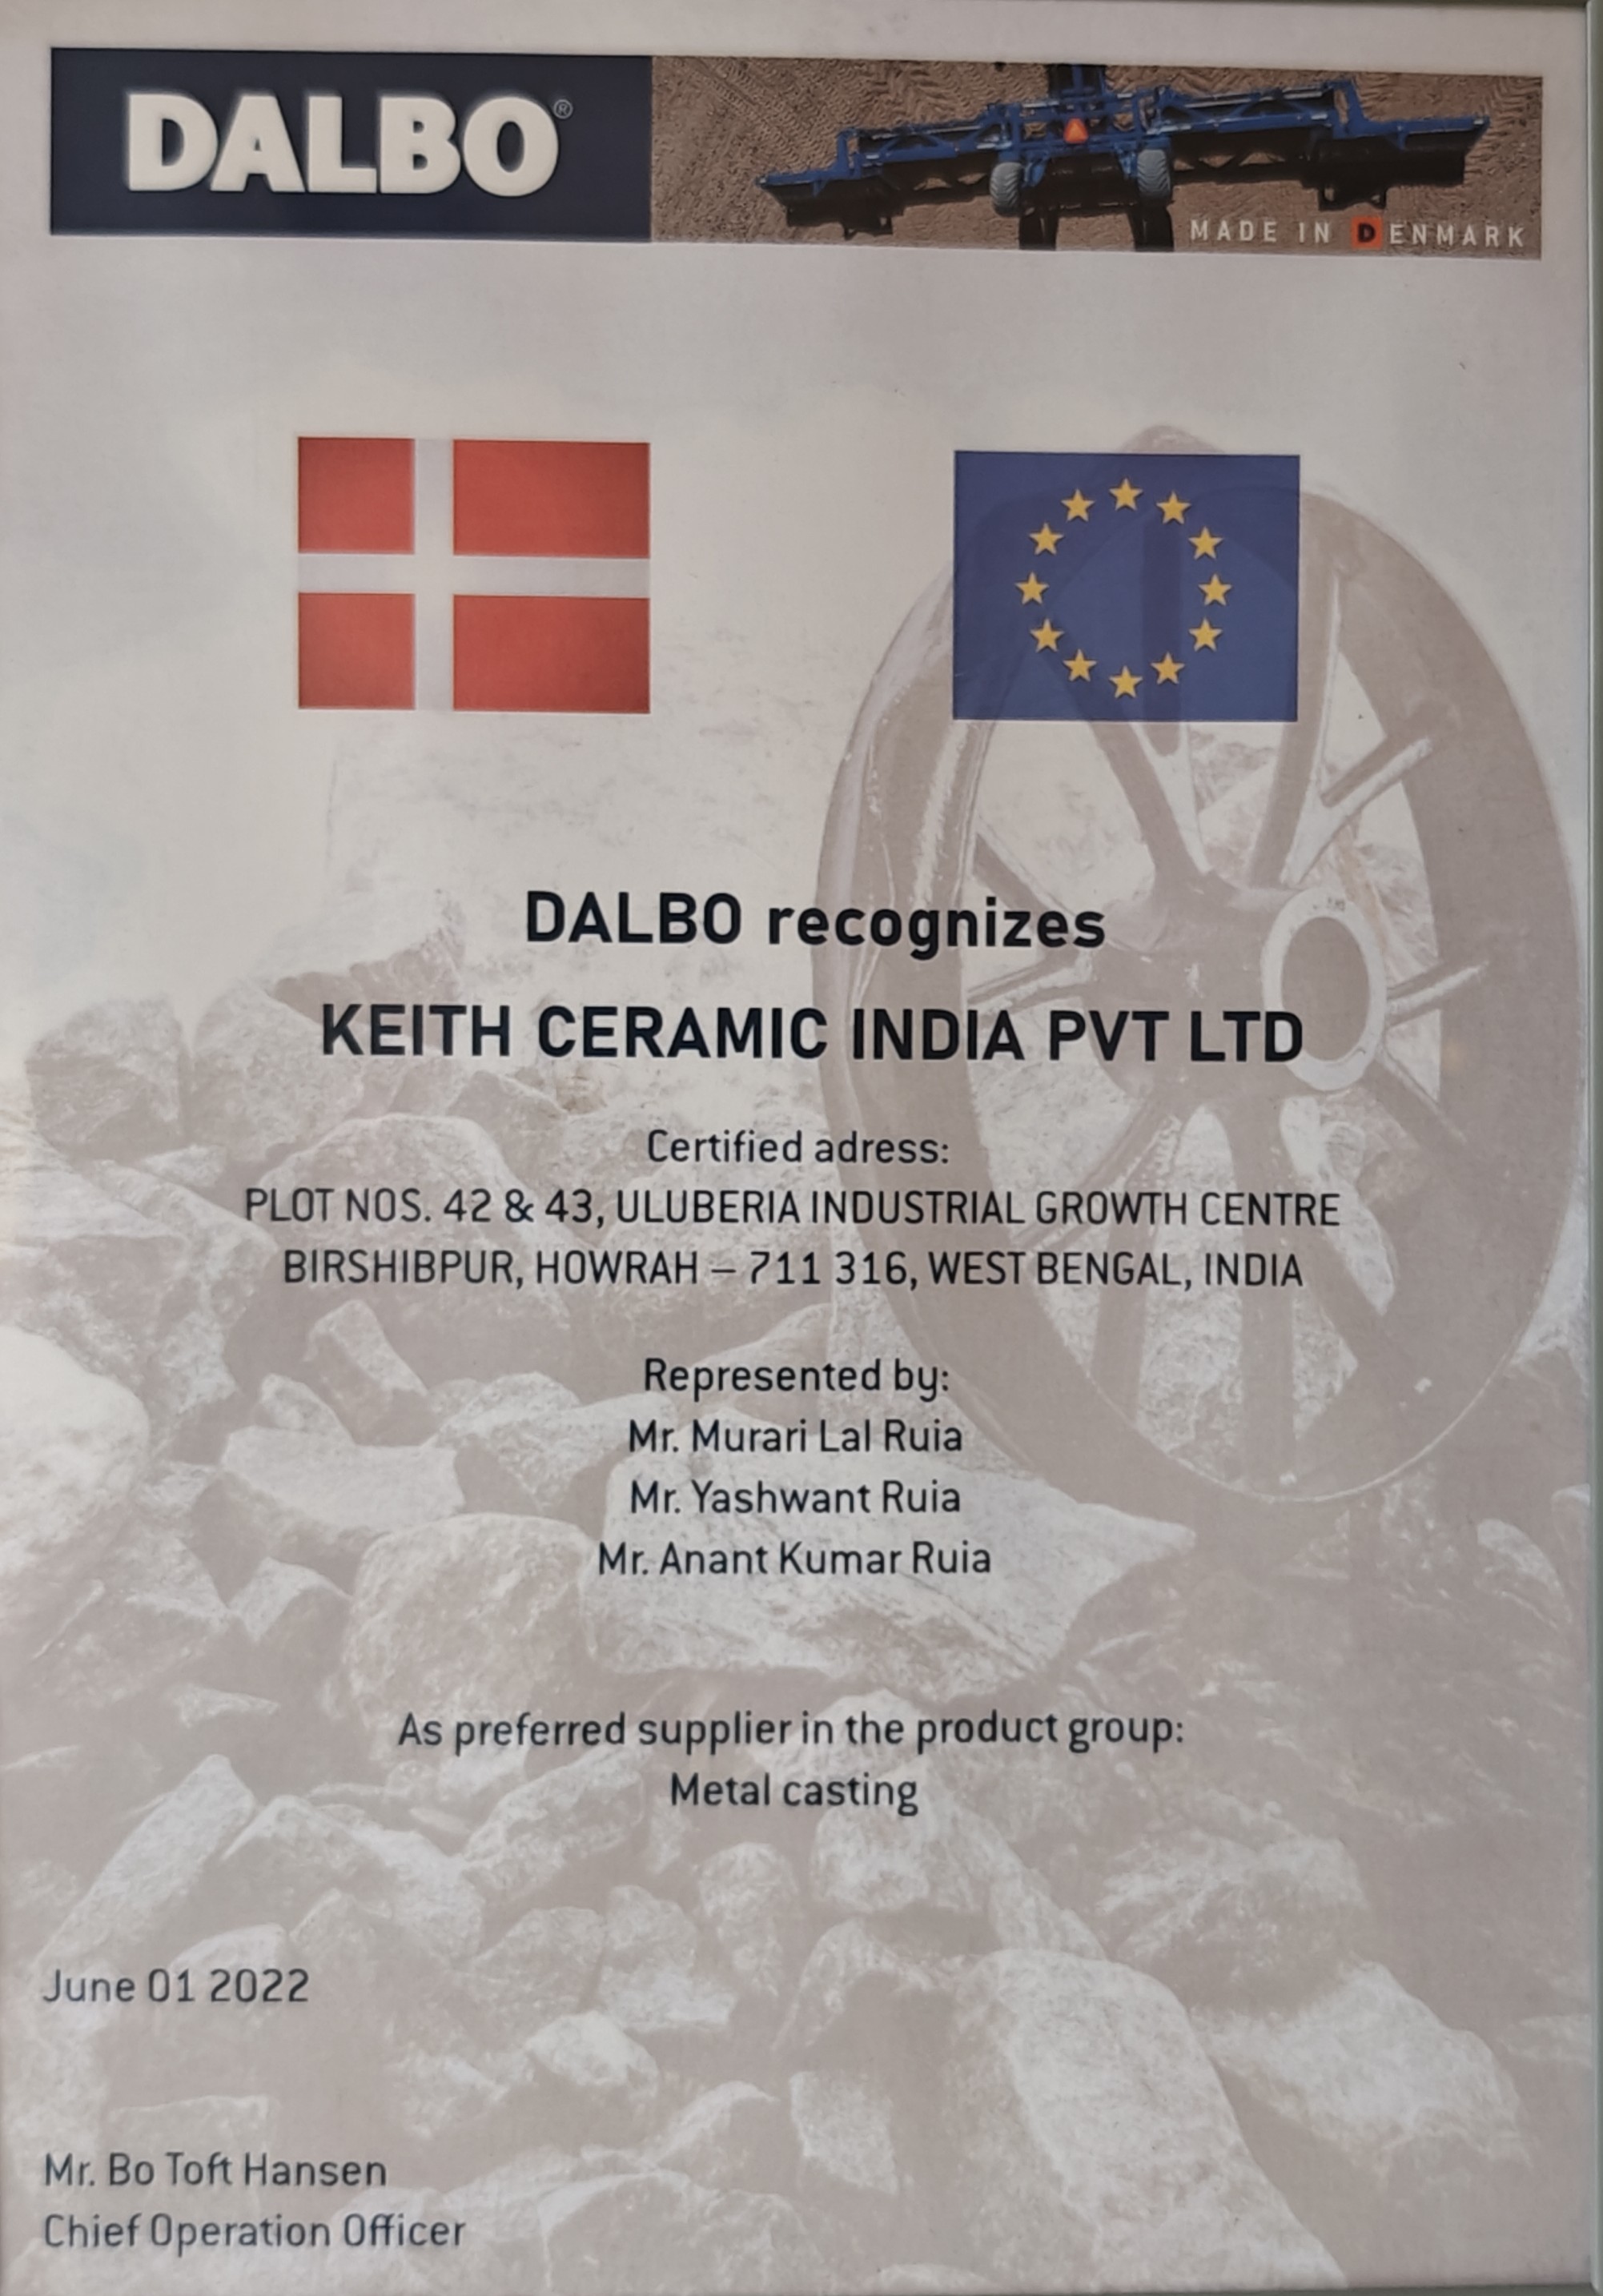 DALBO®
MADE IN DENMARK
DALBO recognizes
KEITH CERAMIC INDIA PVT LTD
Certified adress:
PLOT NOS. 42 & 43, ULUBERIA INDUSTRIAL GROWTH CENTRE
BIRSHIBPUR, HOWRAH – 711 316, WEST BENGAL, INDIA
Represented by:
Mr. Murari Lal Ruia
Mr. Yashwant Ruia
Mr. Anant Kumar Ruia
As preferred supplier in the product group:
Metal casting
June 01 2022
Mr. Bo Toft Hansen
Chief Operation Officer